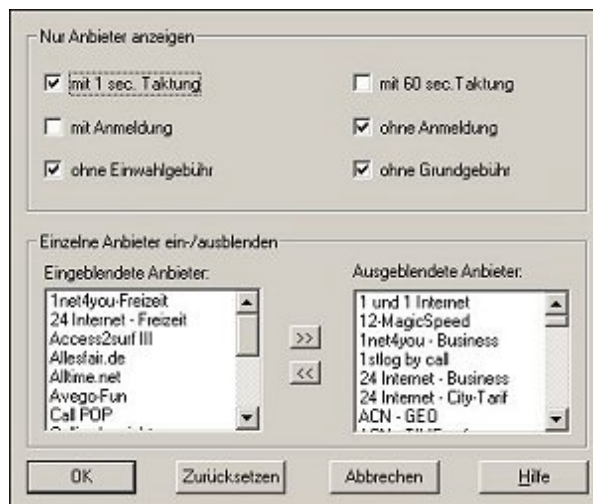 Nur Anbieter anzeigen
mit 1 sec. Taktung
mit 60 sec.Taktung
mit Anmeldung
ohne Anmeldung
ohne Einwahlgebühr
ohne Grundgebühr
Einzelne Anbieter ein-/ausblenden
Eingeblendete Anbieter:
1net4you-Freizeit
24 Internet - Freizeit
Access2surf III
Allesfair.de
Alltime.net
Avego-Fun
Call POP
>>
<<
Ausgeblendete Anbieter:
1 und 1 Internet
12-MagicSpeed
1net4you - Business
1stlog by call
24 Internet - Business
24 Internet - City-Tarif
ACN - GEO
OK
Zurücksetzen
Abbrechen
Hilfe